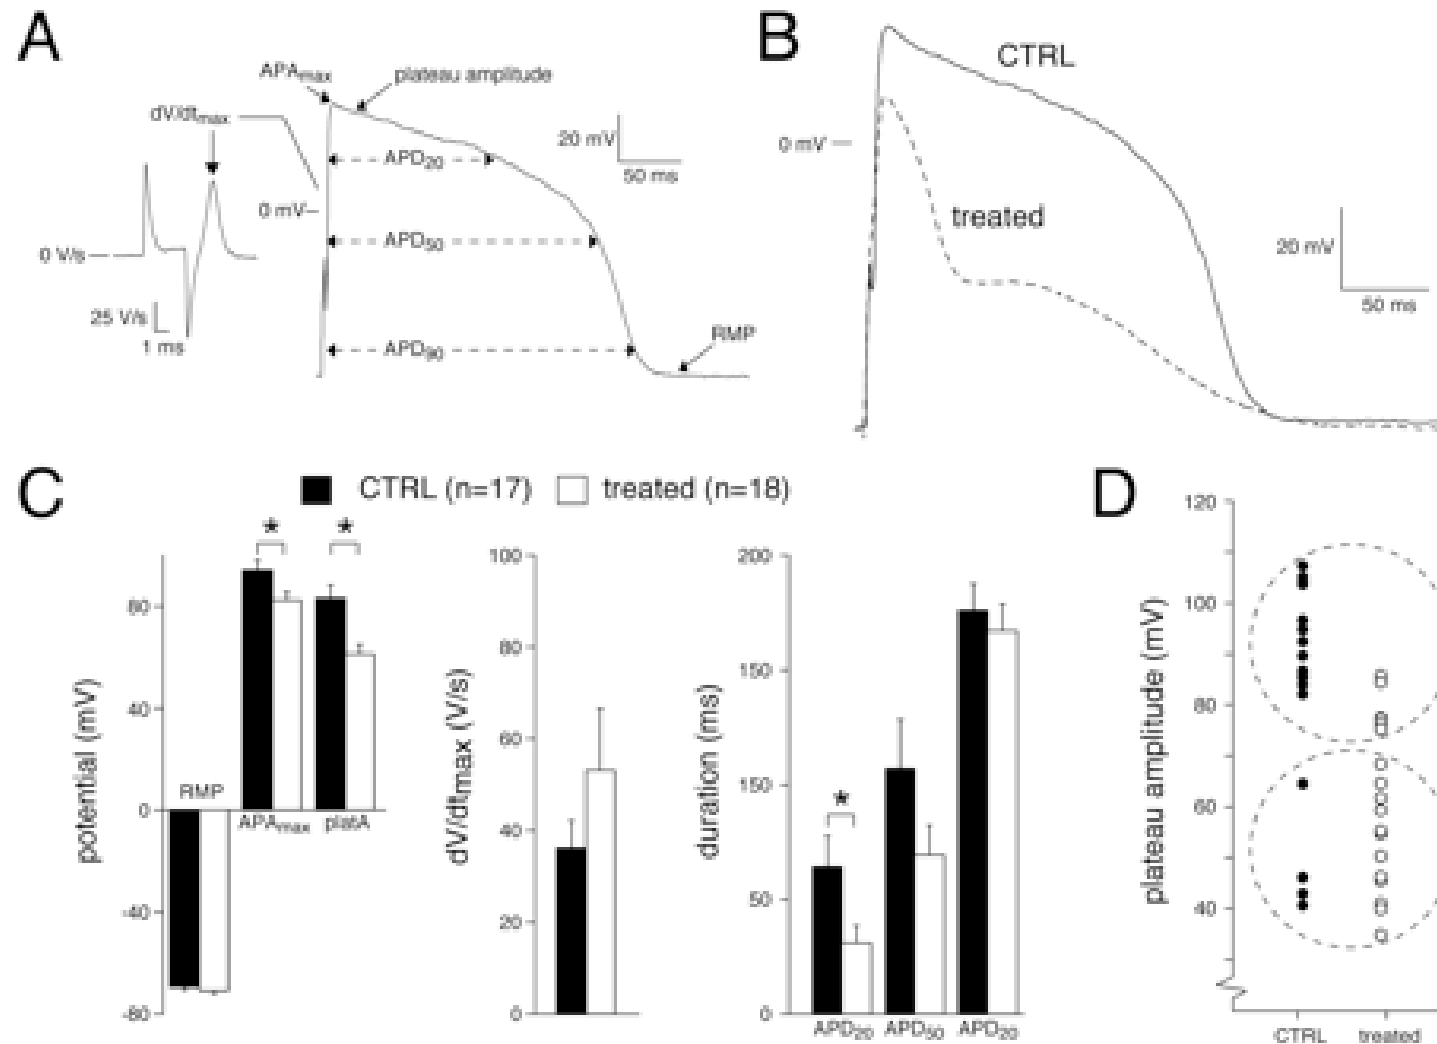 A
APAmax
plateau amplitude
dV/dtmax
20 mV
50 ms
APD20
0 mV
APD50
0 V/s
25 V/s
1 ms
APD90
RMP
B
CTRL
0 mV
treated
20 mV
50 ms
C
CTRL (n=17) treated (n=18)
* *
potential (mV)
80
40
0
-40
-80
RMP
APAmax platA
dV/dtmax (V/s)
100
80
60
40
20
0
duration (ms)
200
150
150
50
0
*
APD20 APD50 APD20
D
plateau amplitude (mV)
120
100
80
60
40
CTRL treated